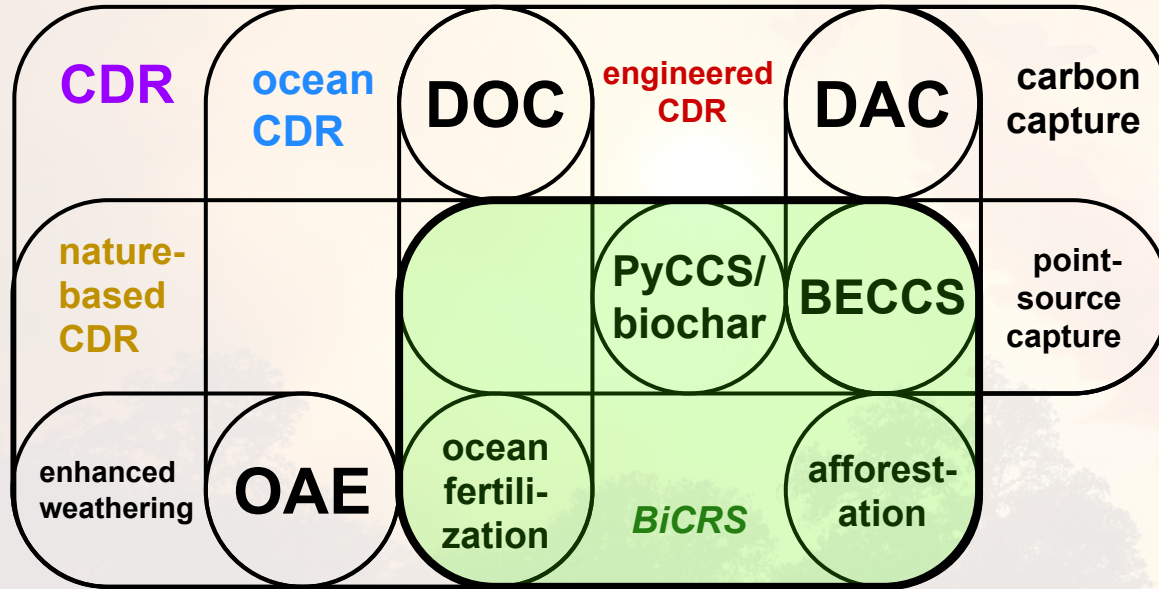 CDR
ocean
CDR
DOC
engineered
CDR
DAC
carbon
capture
nature-
based
CDR
PyCCS/
biochar
BECCS
point-
source
capture
enhanced
weathering
OAE
ocean
fertili-
zation
BiCRS
afforest-
ation